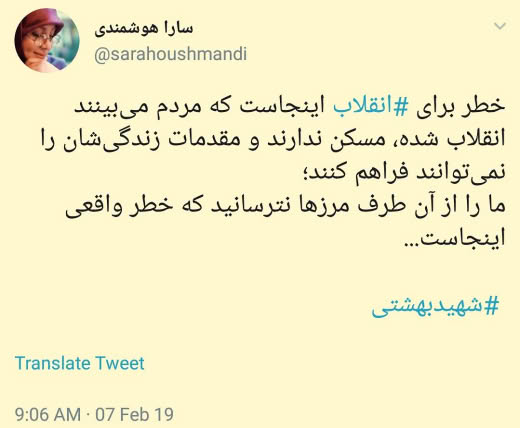 سارا هوشمندی
@sarahoushmandi
خطر برای #انقلاب اینجاست که مردم می‌بینند
انقلاب شده، مسکن ندارند و مقدمات زندگی‌شان را
نمی‌توانند فراهم کنند؛
ما را از آن طرف مرزها نترسانید که خطر واقعی
اینجاست...
#شهیدبهشتی
Translate Tweet
9:06 AM · 07 Feb 19